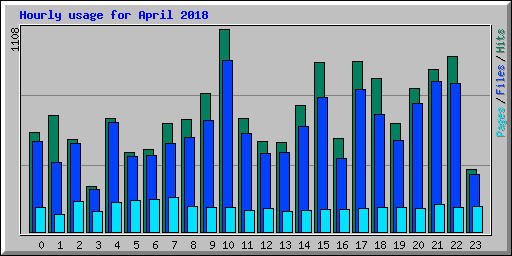 Hourly usage for April 2018
1108
Pages / Files / Hits
0 1 2 3 4 5 6 7 8 9 10 11 12 13 14 15 16 17 18 19 20 21 22 23